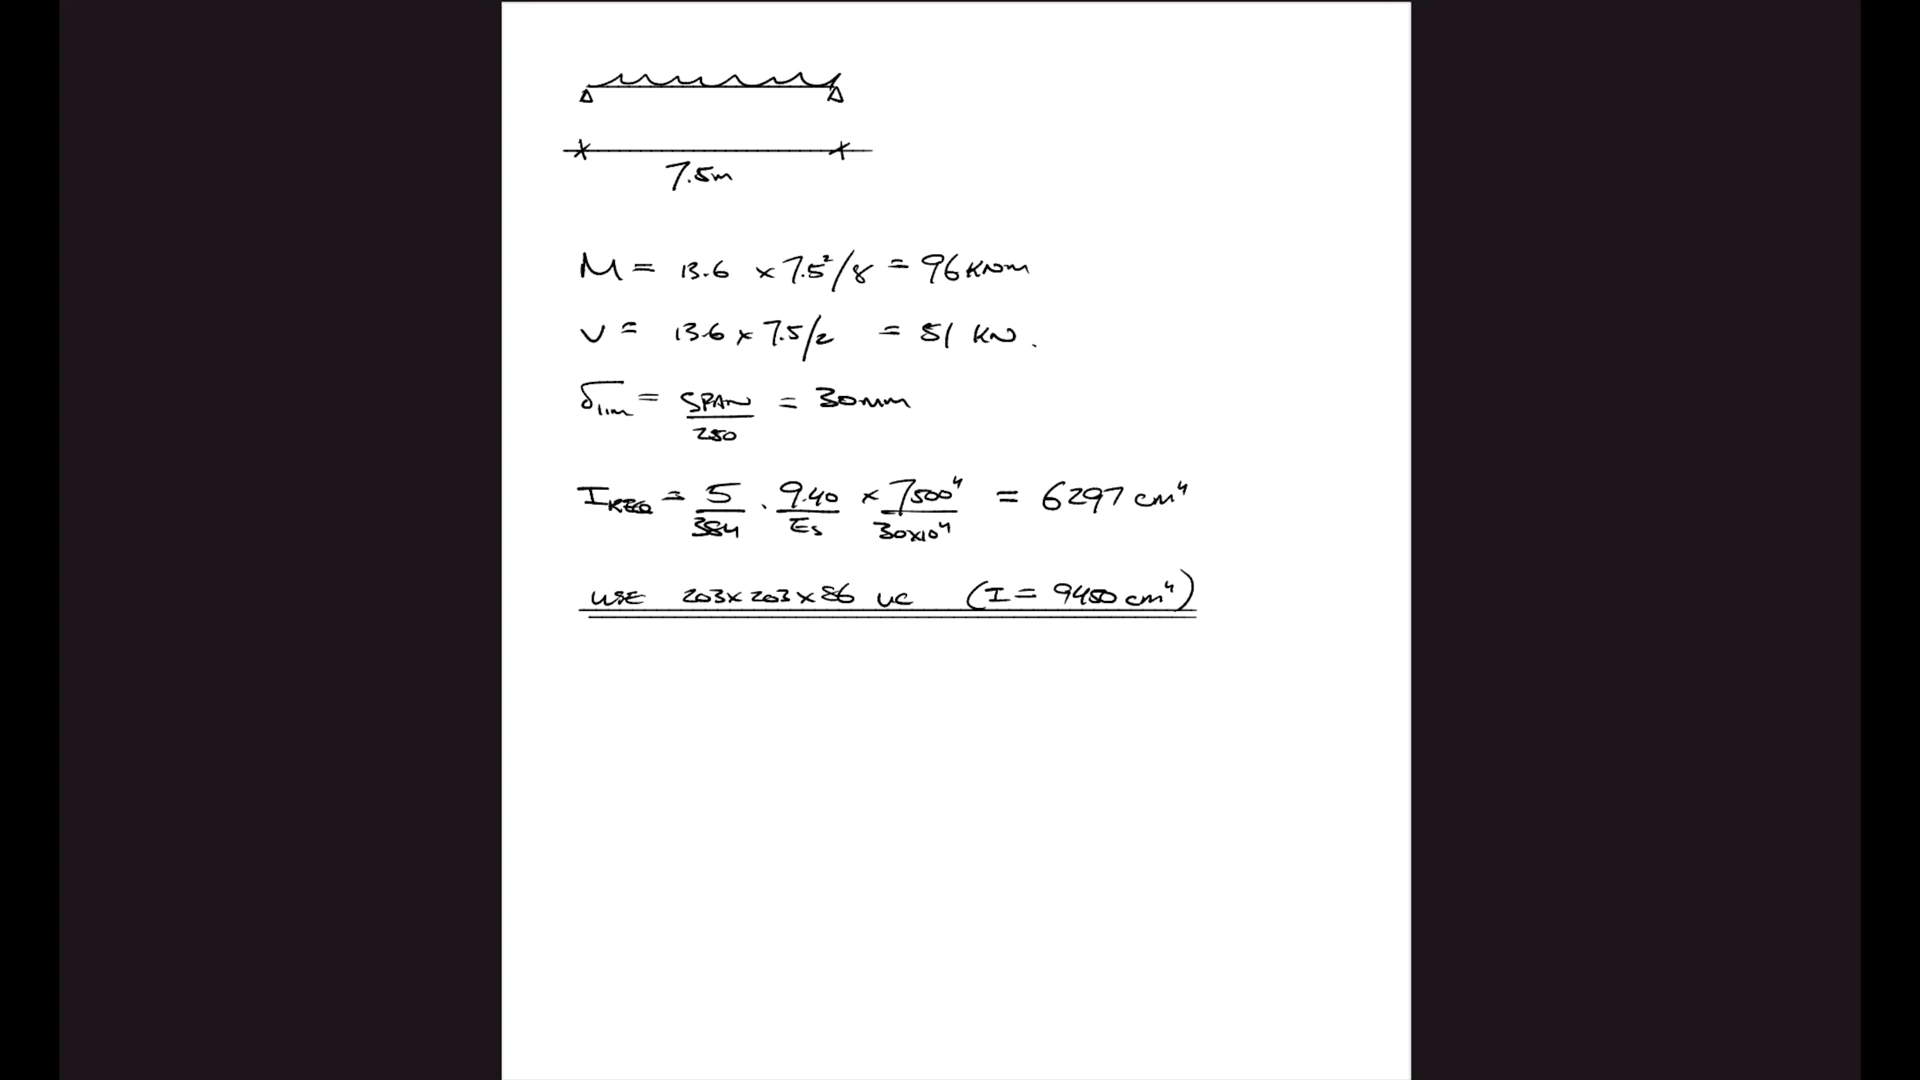 7.5m
M = 13.6 × 7.5²/8 = 96 KNm
V = 13.6 × 7.5/2 = 51 KN.
δlim = SPAN/250 = 30mm
IREQ = 5/384 . 9.40/Es × 7500⁴/30×10⁴ = 6297 cm⁴
USE 203×203×86 UC (I = 9450 cm⁴)